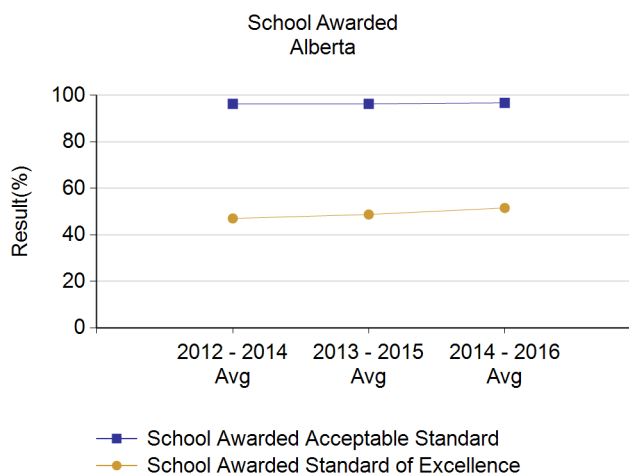 School Awarded
Alberta
Result(%)
100
80
60
40
20
0
2012 - 2014
Avg
2013 - 2015
Avg
2014 - 2016
Avg
School Awarded Acceptable Standard
School Awarded Standard of Excellence